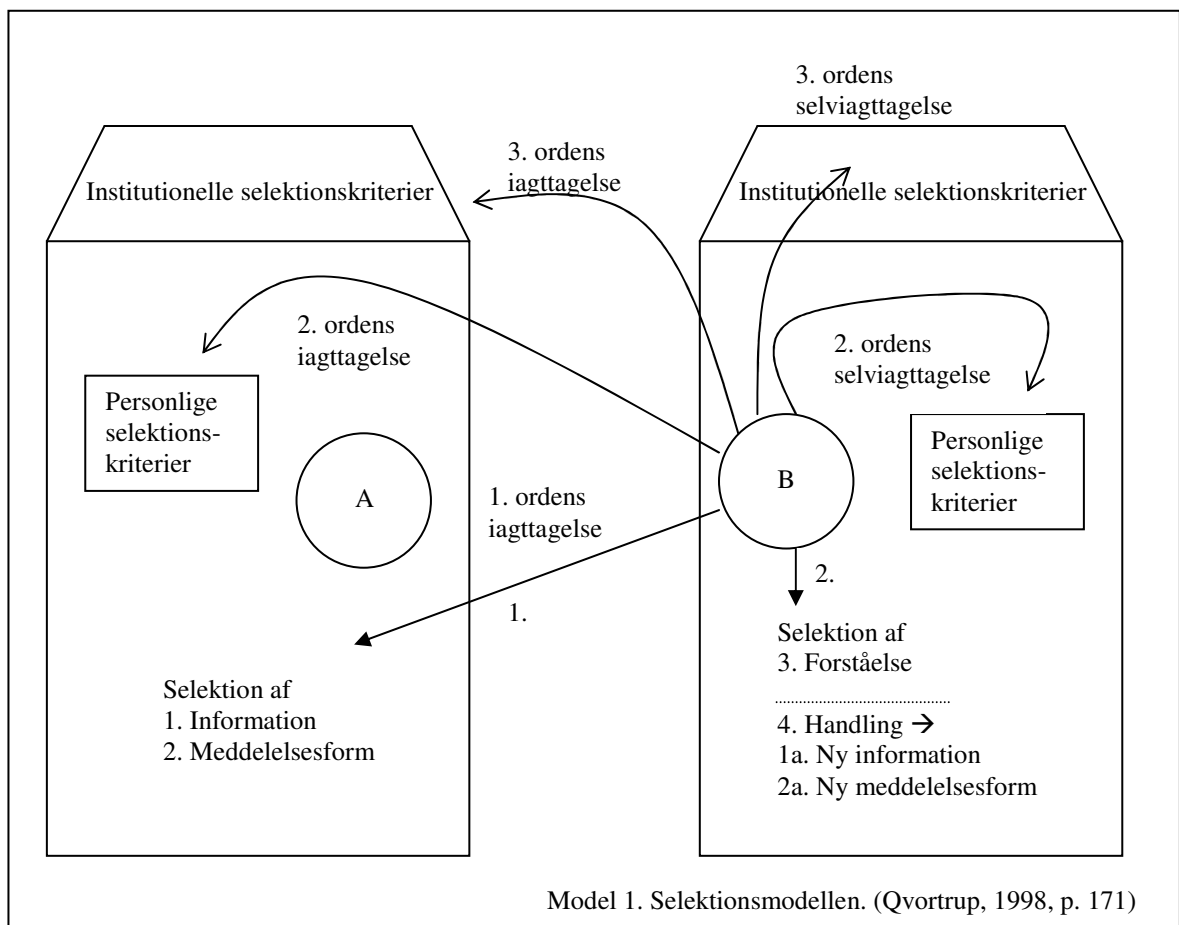 3. ordens
selviagttagelse
3. ordens
iagttagelse
Institutionelle selektionskriterier
Institutionelle selektionskriterier
2. ordens
iagttagelse
2. ordens
selviagttagelse
Personlige
selektions-
kriterier
A
1. ordens
iagttagelse
B
Personlige
selektions-
kriterier
1.
2.
Selektion af
1. Information
2. Meddelelsesform
Selektion af
3. Forståelse
4. Handling →
1a. Ny information
2a. Ny meddelelsesform
Model 1. Selektionsmodellen. (Qvortrup, 1998, p. 171)